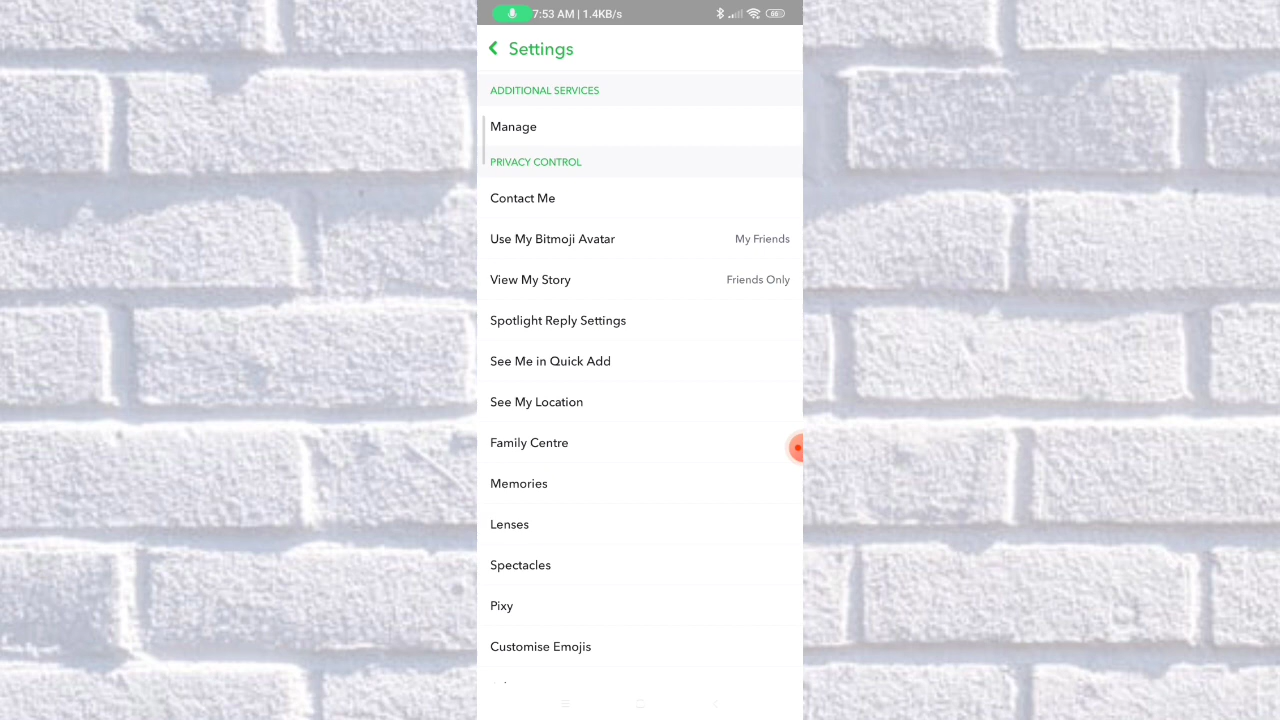 7:53 AM | 1.4KB/s
Settings
ADDITIONAL SERVICES
Manage
PRIVACY CONTROL
Contact Me
Use My Bitmoji Avatar My Friends
View My Story Friends Only
Spotlight Reply Settings
See Me in Quick Add
See My Location
Family Centre
Memories
Lenses
Spectacles
Pixy
Customise Emojis